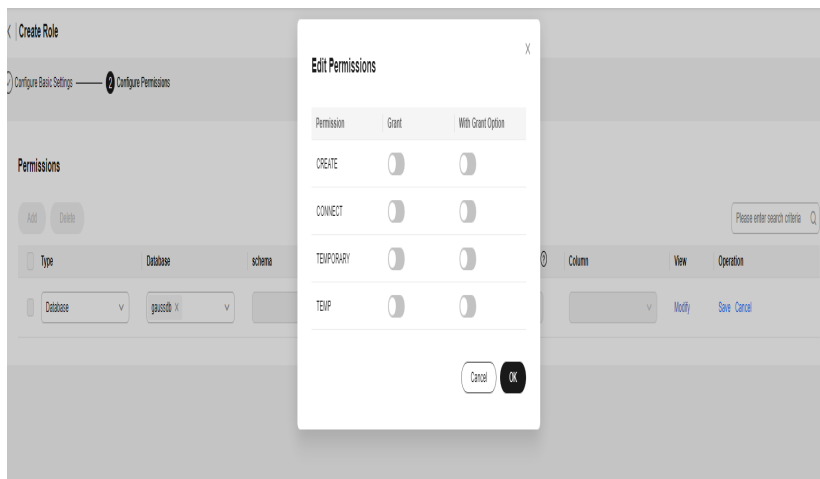 Create Role
Configure Basic Settings 2 Configure Permissions
Permissions
Add Delete
Please enter search criteria
Type Database schema Column View Operation
Database gaussdb X Modify Save Cancel
X
Edit Permissions
Permission Grant With Grant Option
CREATE
CONNECT
TEMPORARY
TEMP
Cancel OK